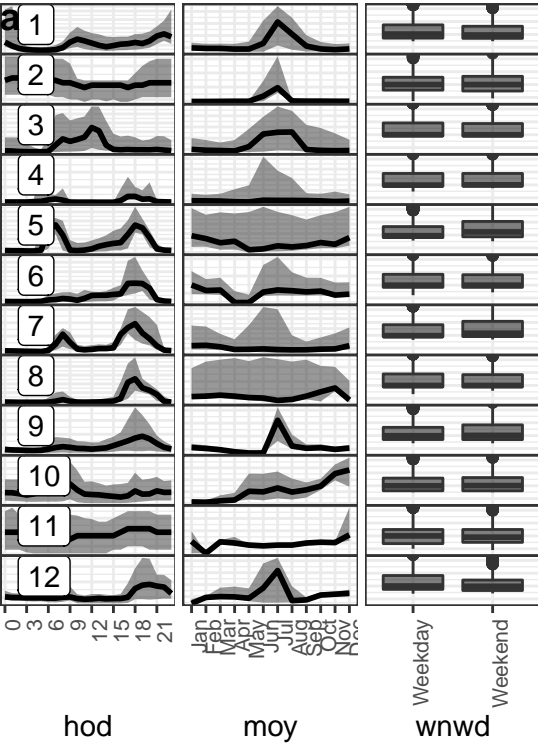 a
1
2
3
4
5
6
7
8
9
10
11
12
0 3 6 9 12 15 18 21
Jan Feb Mar Apr May Jun Jul Aug Sep Oct Nov Dec
Weekday Weekend
hod moy wnwd